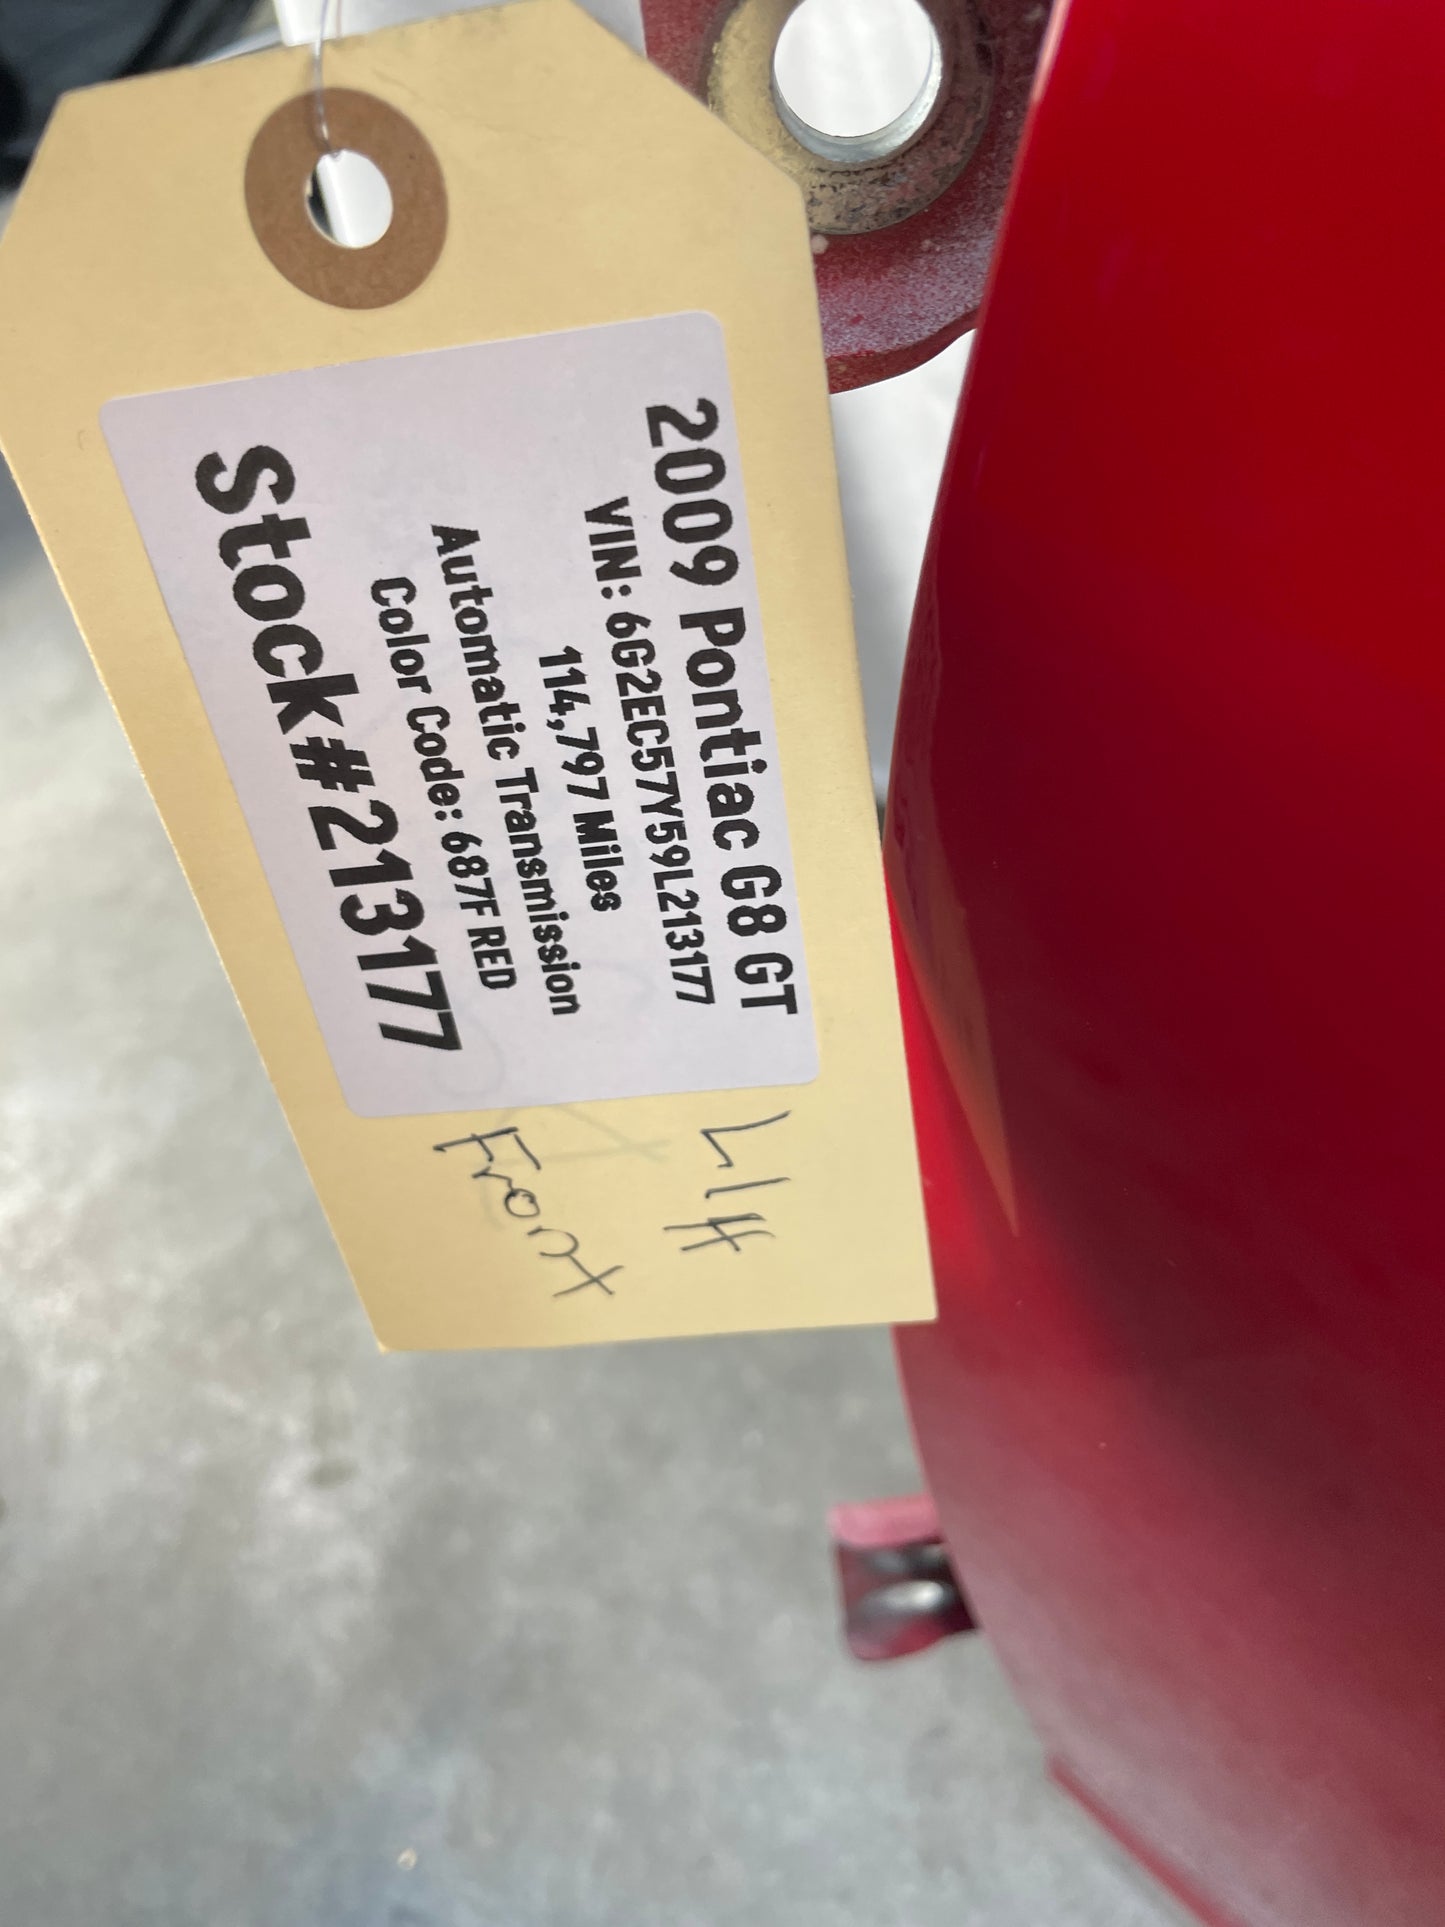 2009 Pontiac G8 GT
VIN: 6G2EC57Y59L213177
114,797 Miles
Automatic Transmission
Color Code: 687F RED
Stock#213177
LH
Front